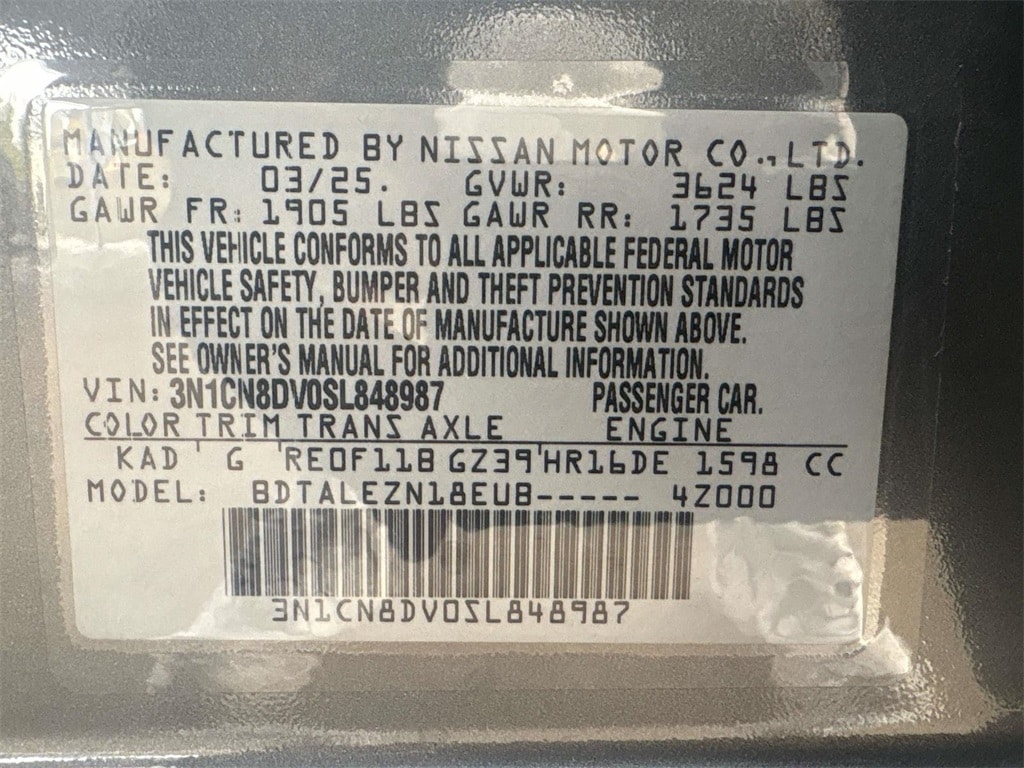 MANUFACTURED BY NISSAN MOTOR CO., LTD.
DATE: 03/25. GVWR: 3624 LBS
GAWR FR: 1905 LBS GAWR RR: 1735 LBS
THIS VEHICLE CONFORMS TO ALL APPLICABLE FEDERAL MOTOR
VEHICLE SAFETY, BUMPER AND THEFT PREVENTION STANDARDS
IN EFFECT ON THE DATE OF MANUFACTURE SHOWN ABOVE.
SEE OWNER'S MANUAL FOR ADDITIONAL INFORMATION.
VIN: 3N1CN8DV0SL848987 PASSENGER CAR.
COLOR TRIM TRANS AXLE ENGINE
KAD G RE0F11B GZ39 HR16DE 1598 CC
MODEL: BDTALEZN18EUB----- 4Z000
3N1CN8DV0SL848987